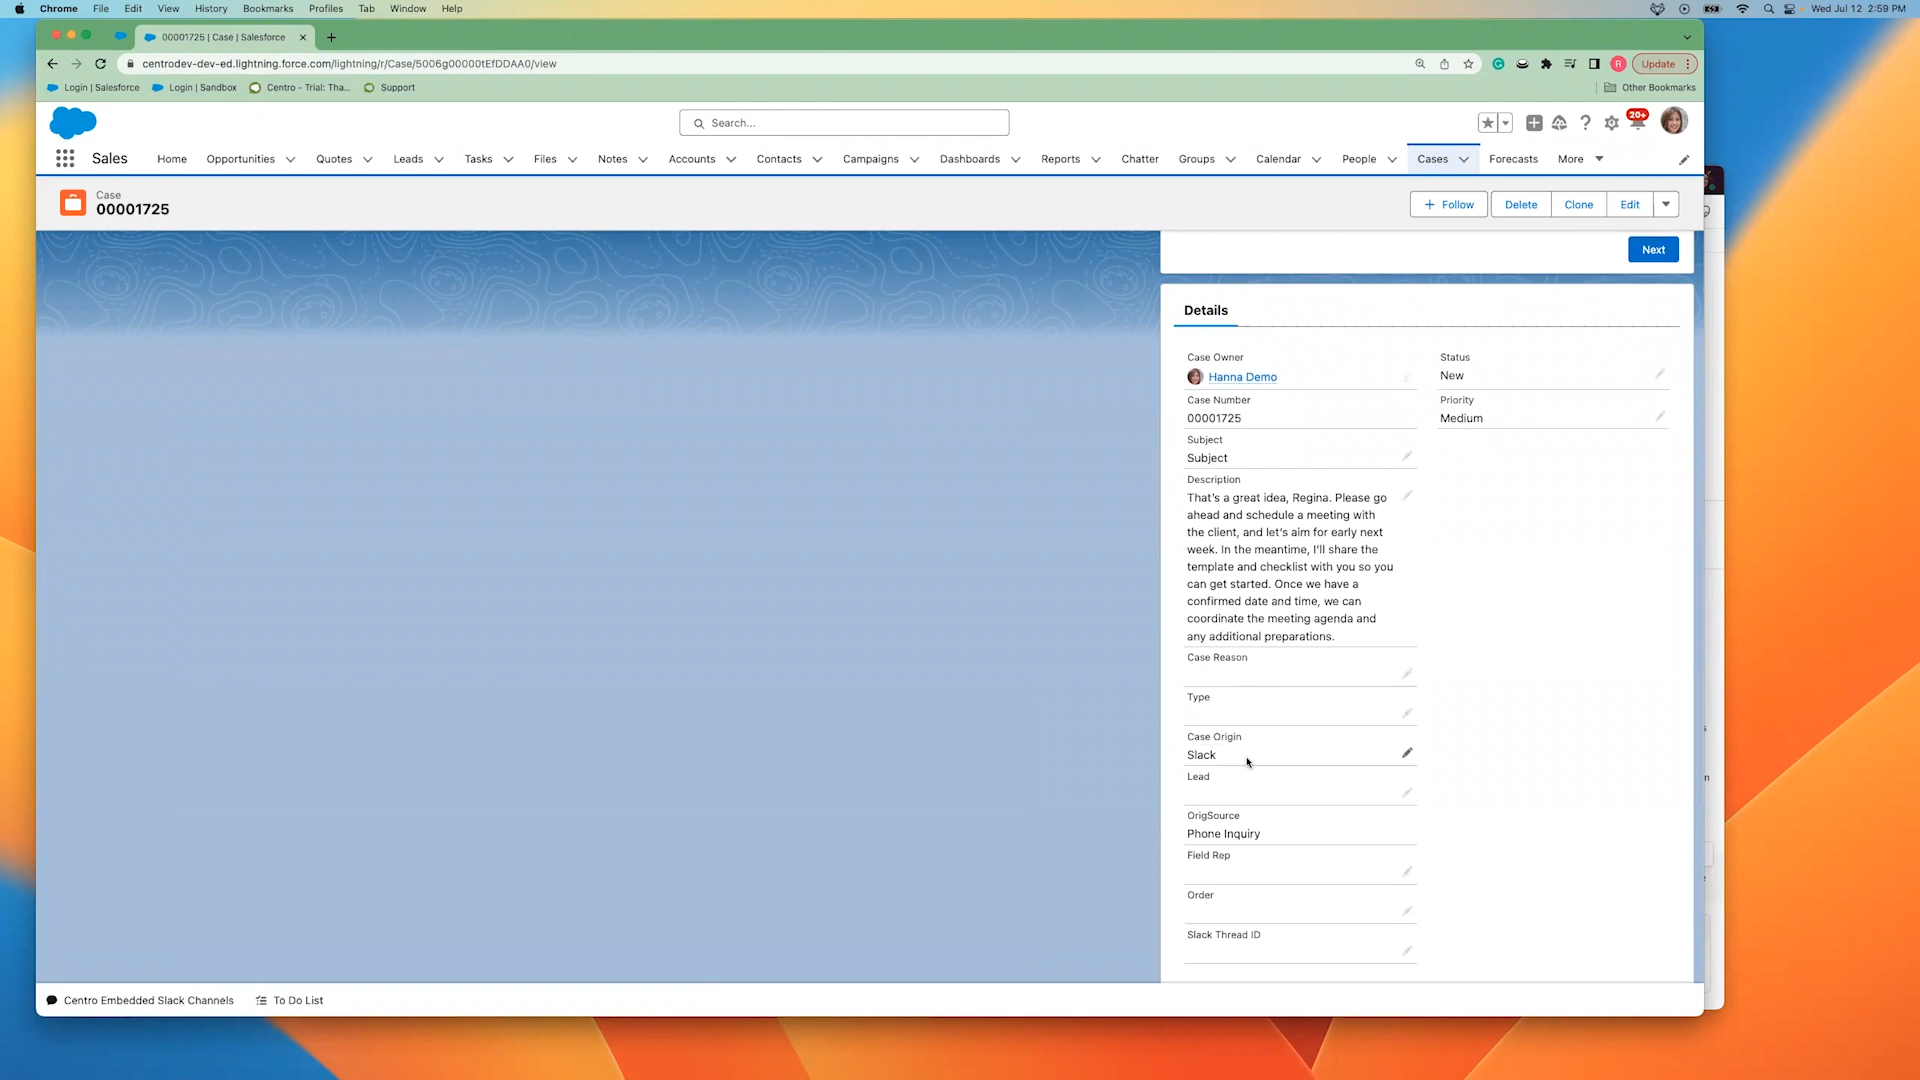 Chrome File Edit View History Bookmarks Profiles Tab Window Help Wed Jul 12 2:59 PM
00001725 | Case | Salesforce
centrodev-dev-ed.lightning.force.com/lightning/r/Case/5006g00000tEfDDAA0/view R Update
Login | Salesforce Login | Sandbox Centro - Trial: Tha... Support Other Bookmarks
Search... 20+
Sales Home Opportunities Quotes Leads Tasks Files Notes Accounts Contacts Campaigns Dashboards Reports Chatter Groups Calendar People Cases Forecasts More
Case
00001725
+ Follow Delete Clone Edit
Next
Details
Case Owner
Hanna Demo
Status
New
Case Number
00001725
Priority
Medium
Subject
Subject
Description
That's a great idea, Regina. Please go
ahead and schedule a meeting with
the client, and let's aim for early next
week. In the meantime, I'll share the
template and checklist with you so you
can get started. Once we have a
confirmed date and time, we can
coordinate the meeting agenda and
any additional preparations.
Case Reason
Type
Case Origin
Slack
Lead
OrigSource
Phone Inquiry
Field Rep
Order
Slack Thread ID
Centro Embedded Slack Channels To Do List